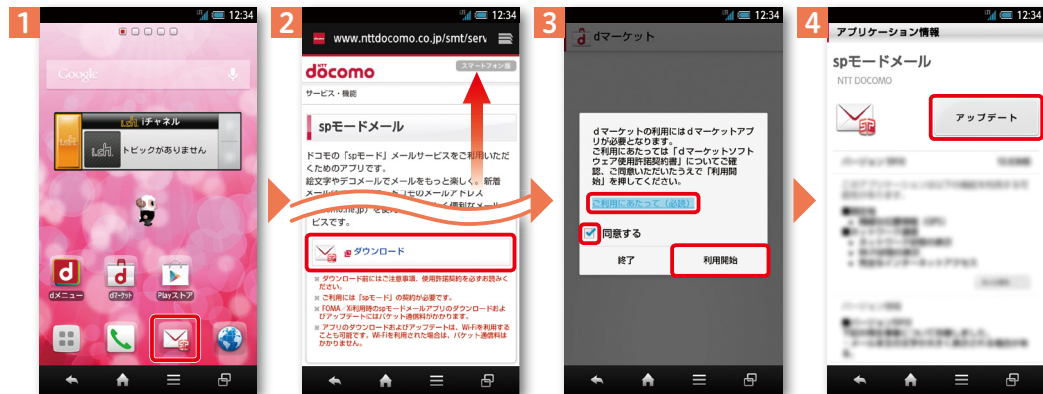 1
12:34
Google
i.ch iチャネル
i.ch
i.ch
トピックがありません
dメニュー
dマーケット
Playストア
2
12:34
www.nttdocomo.co.jp/smt/serv
NTT
döcomo
スマートフォン版
サービス・機能
spモードメール
ドコモの「spモード」メールサービスをご利用いただ
くためのアプリです。
絵文字やデコメールでメールをもっと楽しく。新着
ビスです。
ダウンロード
※ ダウンロード前にはご注意事項、使用許諾契約を必ずお読みく
ださい。
※ ご利用には「spモード」の契約が必要です。
※ FOMA／Xi利用時のspモードメールアプリのダウンロードおよ
びアップデートにはパケット通信料がかかります。
※ アプリのダウンロードおよびアップデートは、Wi-Fiを利用する
ことも可能です。Wi-Fiを利用された場合は、パケット通信料は
かかりません。
3
12:34
dマーケット
dマーケットの利用にはdマーケットアプ
リが必要となります。
ご利用にあたっては「dマーケットソフト
ウェア使用許諾契約書」についてご確
認、ご同意いただいたうえで「利用開
始」を押してください。
ご利用にあたって（必読）
同意する
終了
利用開始
4
12:34
アプリケーション情報
spモードメール
NTT DOCOMO
アップデート